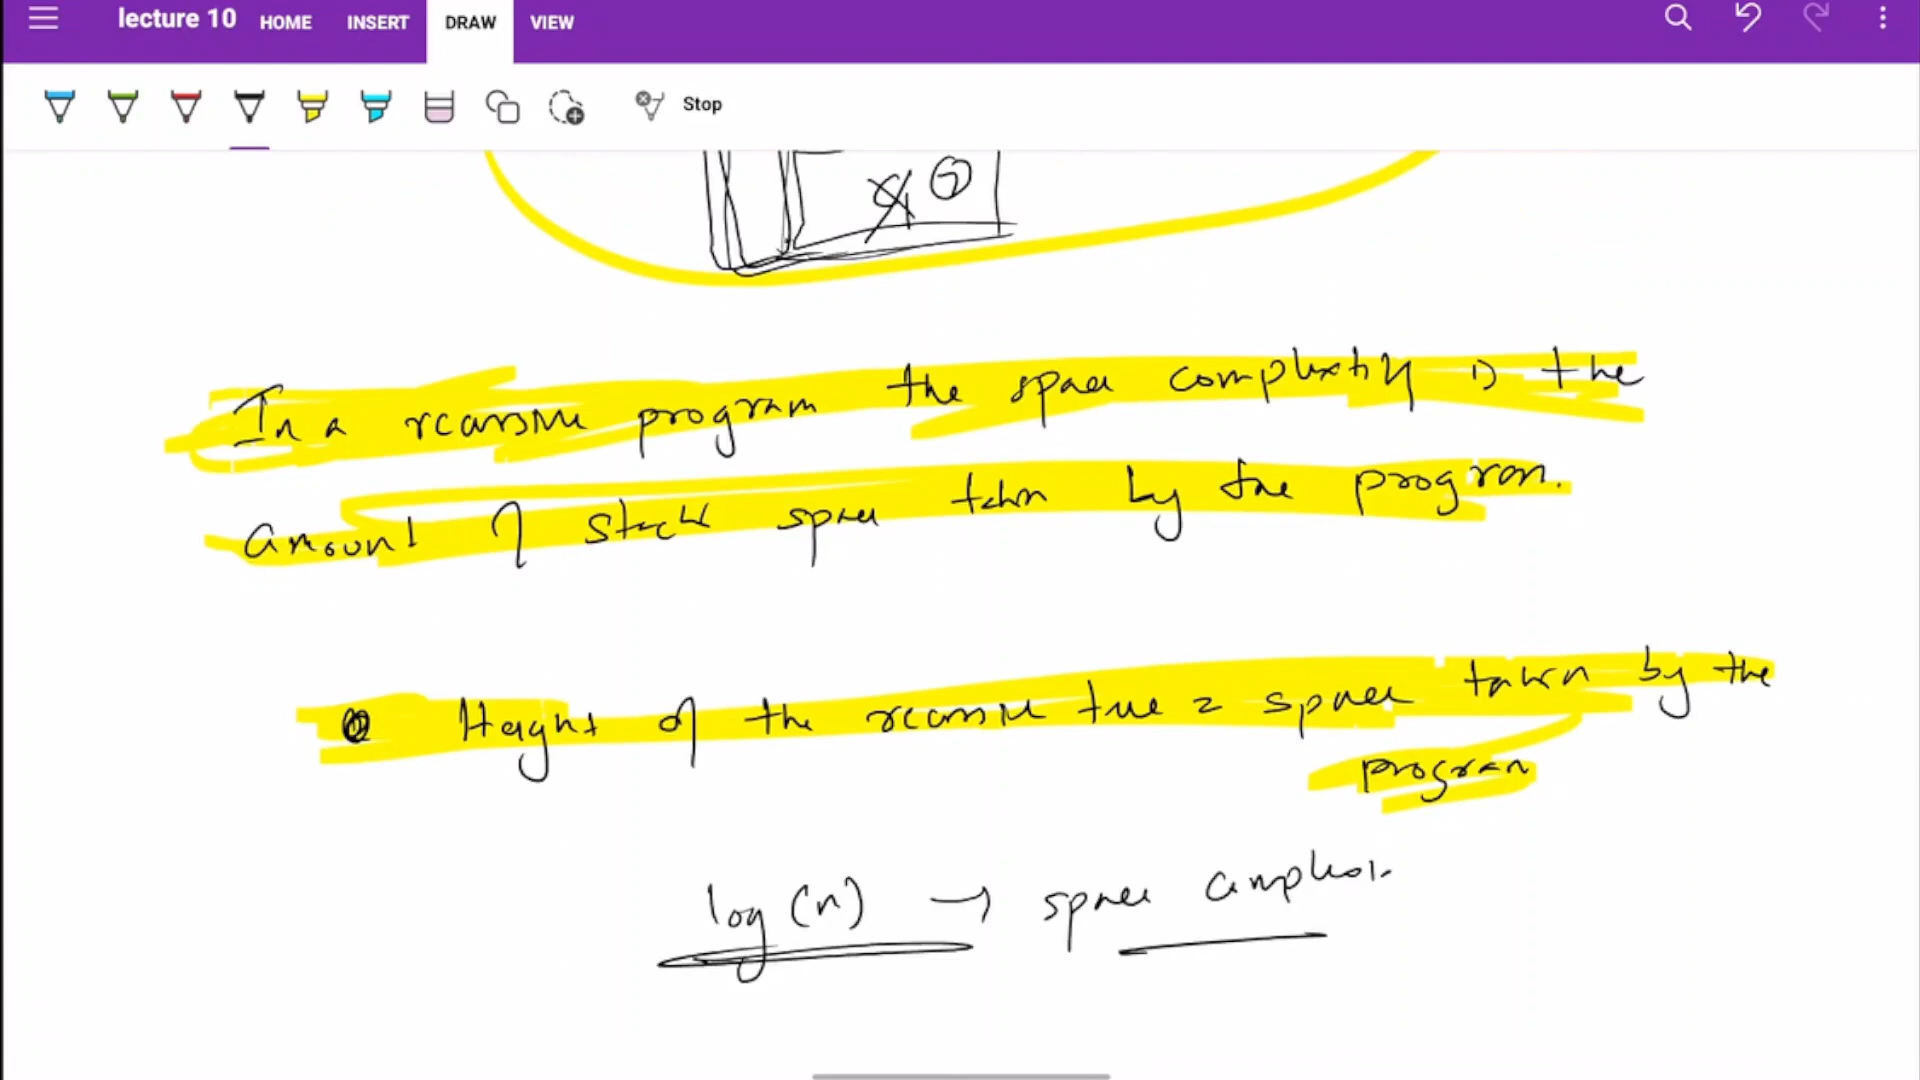 lecture 10 HOME INSERT DRAW VIEW
Stop
In a recursive program the space complexity is the
amount of stack space taken by the program.
Height of the recursive tree = space taken by the
program
log (n) → space